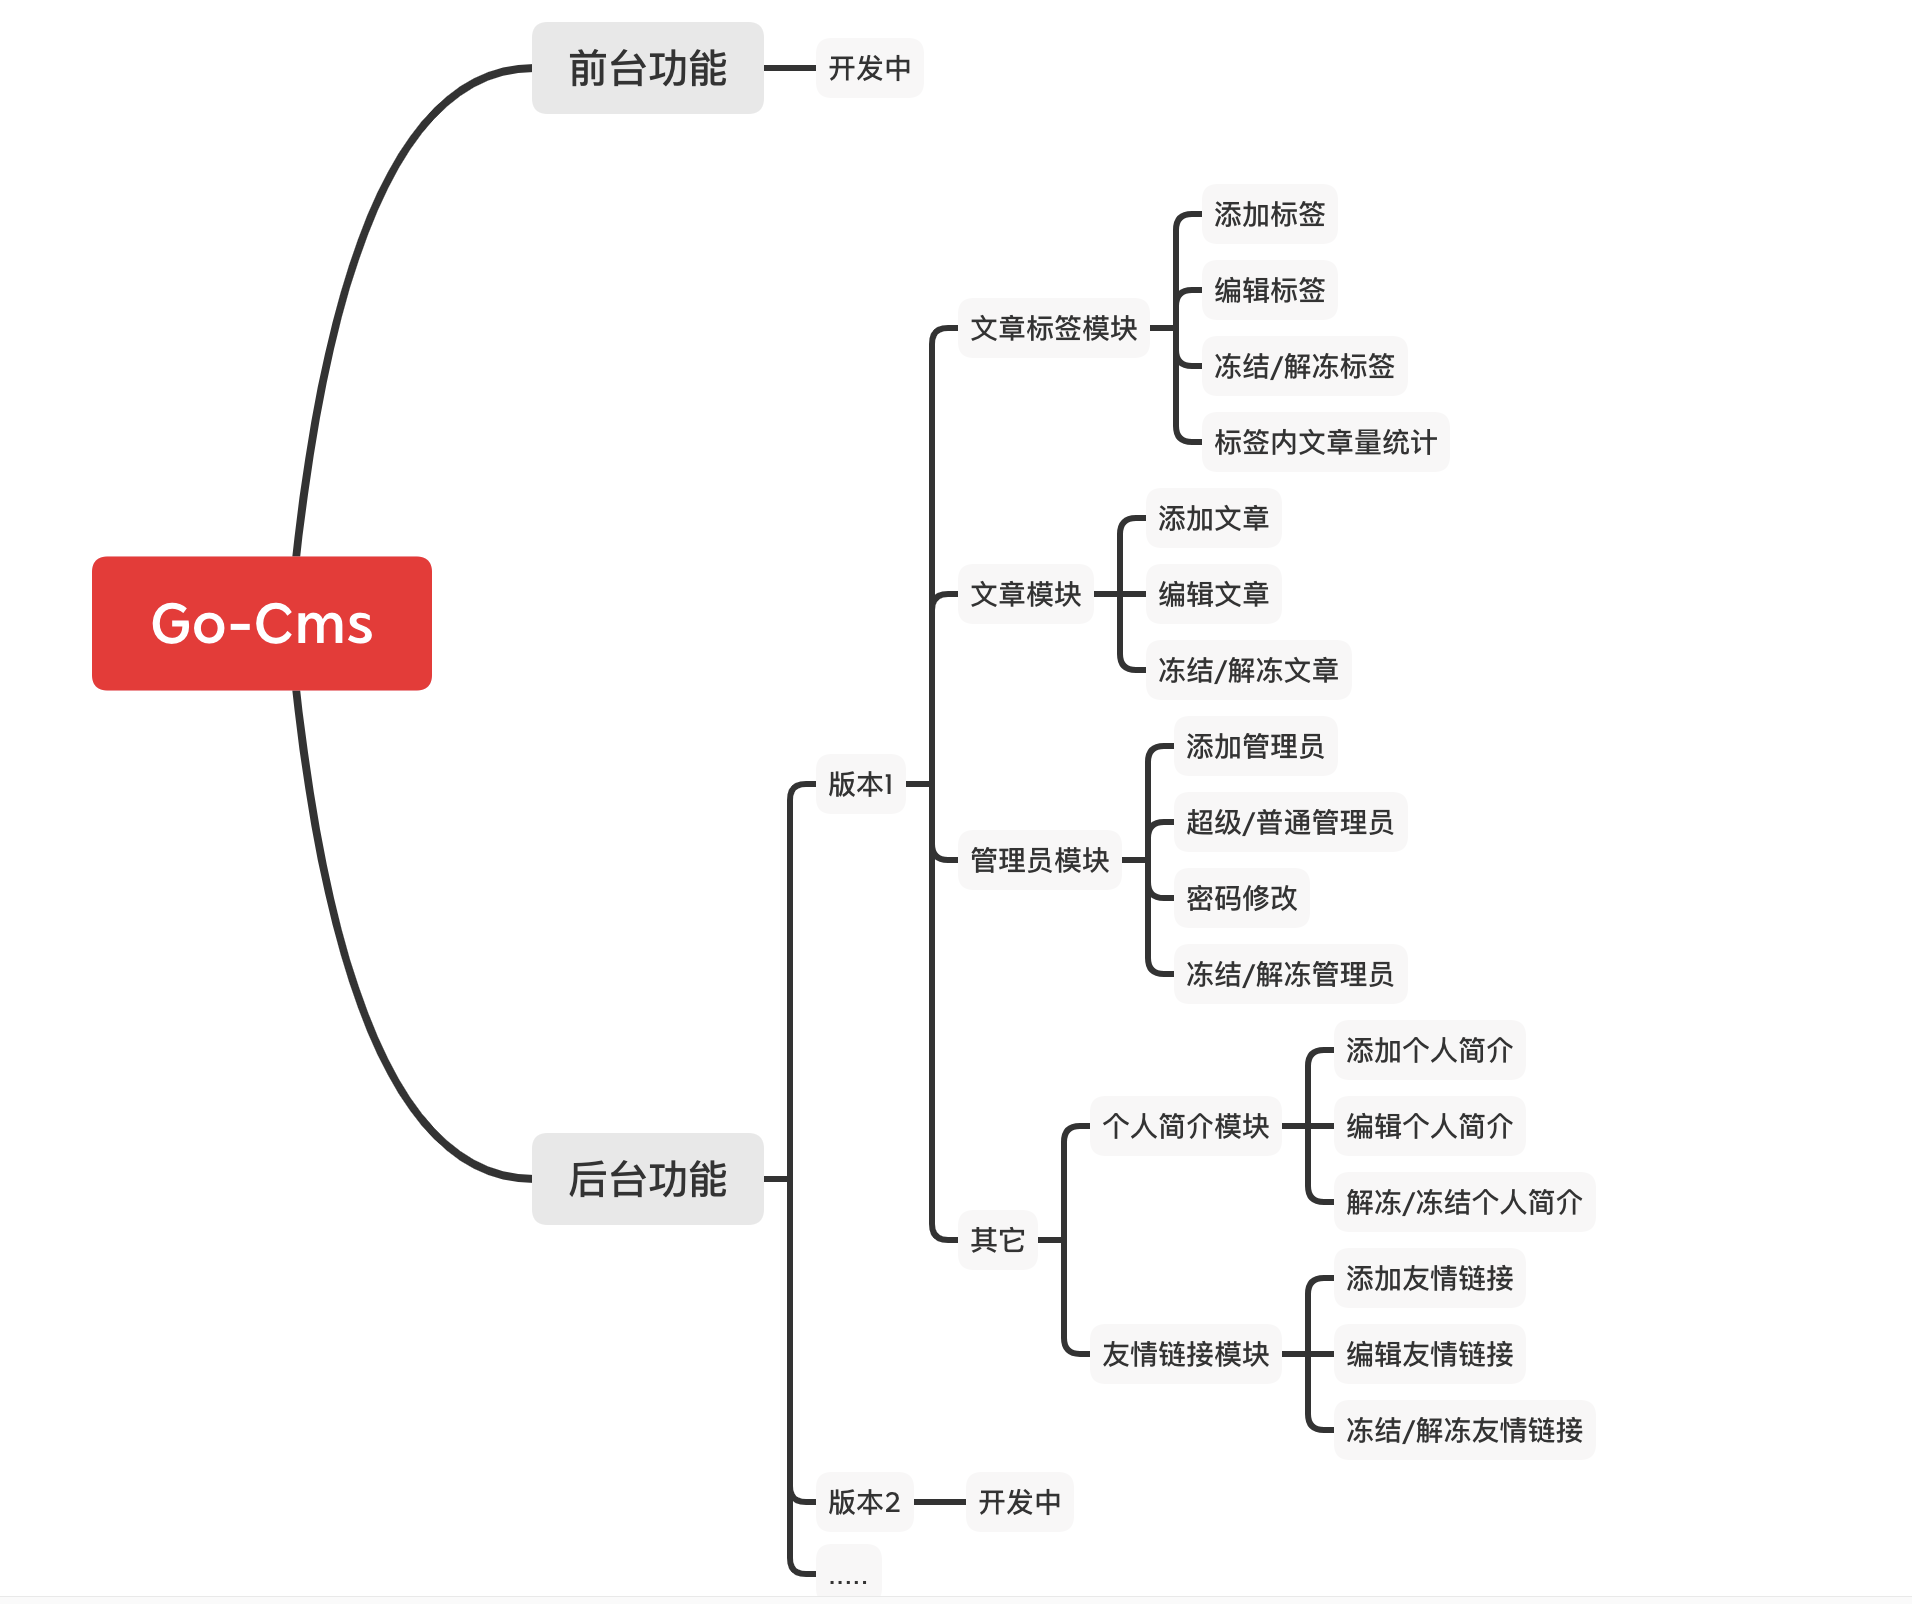 前台功能
开发中
添加标签
编辑标签
文章标签模块
冻结/解冻标签
标签内文章量统计
添加文章
文章模块
编辑文章
冻结/解冻文章
Go-Cms
添加管理员
版本1
超级/普通管理员
管理员模块
密码修改
冻结/解冻管理员
添加个人简介
个人简介模块
编辑个人简介
后台功能
解冻/冻结个人简介
其它
添加友情链接
友情链接模块
编辑友情链接
冻结/解冻友情链接
版本2
开发中
.....